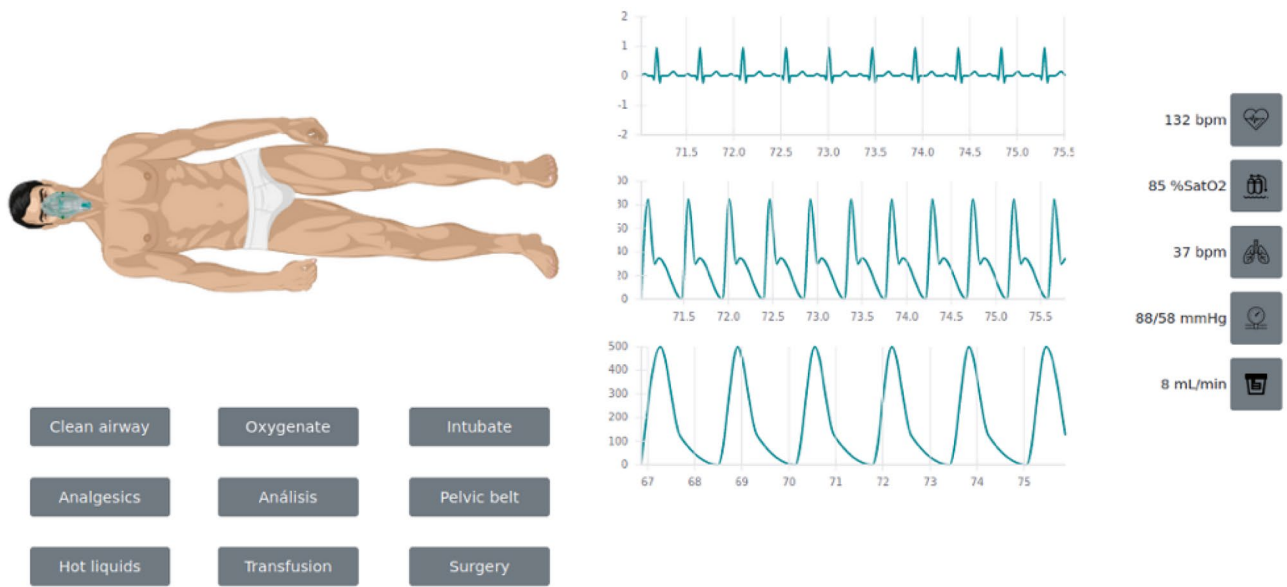 2
1
0
-1
-2
71.5 72.0 72.5 73.0 73.5 74.0 74.5 75.0 75.5
132 bpm
85 %SatO2
37 bpm
88/58 mmHg
8 mL/min
80
40
20
0
71.5 72.0 72.5 73.0 73.5 74.0 74.5 75.0 75.5
500
400
300
200
100
0
67 68 69 70 71 72 73 74 75
Clean airway Oxygenate Intubate
Analgesics Análisis Pelvic belt
Hot liquids Transfusion Surgery